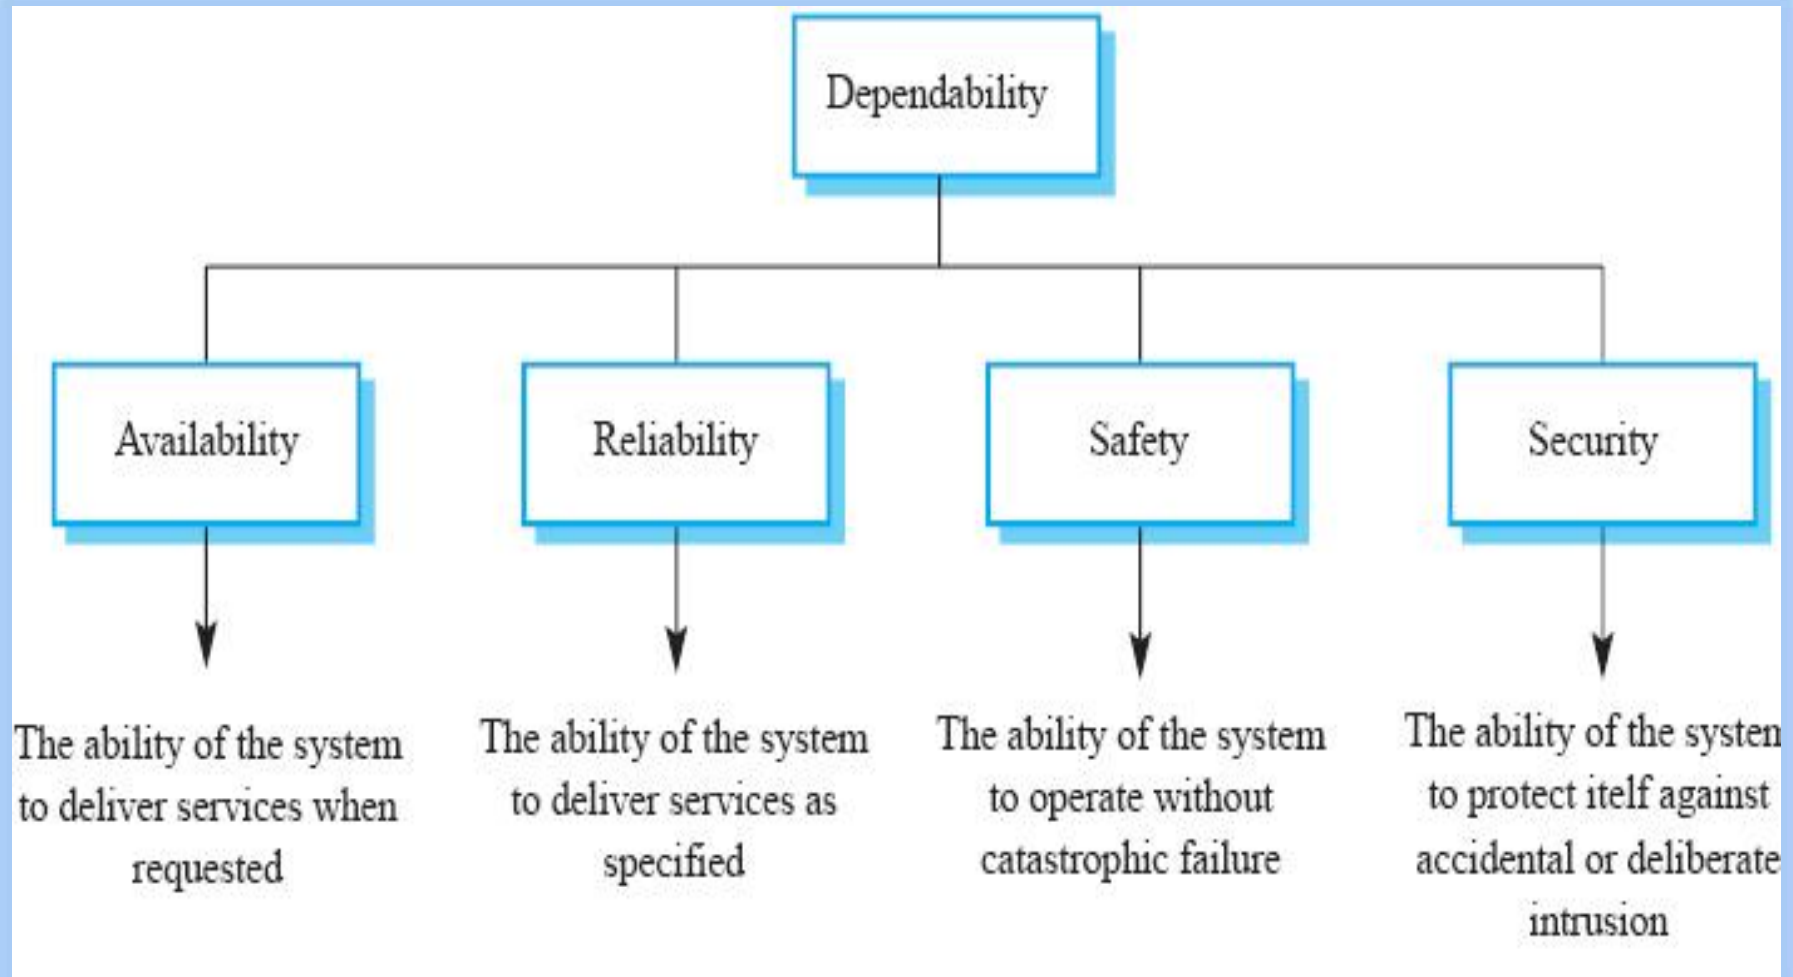 Dependability
Availability
Reliability
Safety
Security
The ability of the system
to deliver services when
requested
The ability of the system
to deliver services as
specified
The ability of the system
to operate without
catastrophic failure
The ability of the system
to protect itelf against
accidental or deliberate
intrusion